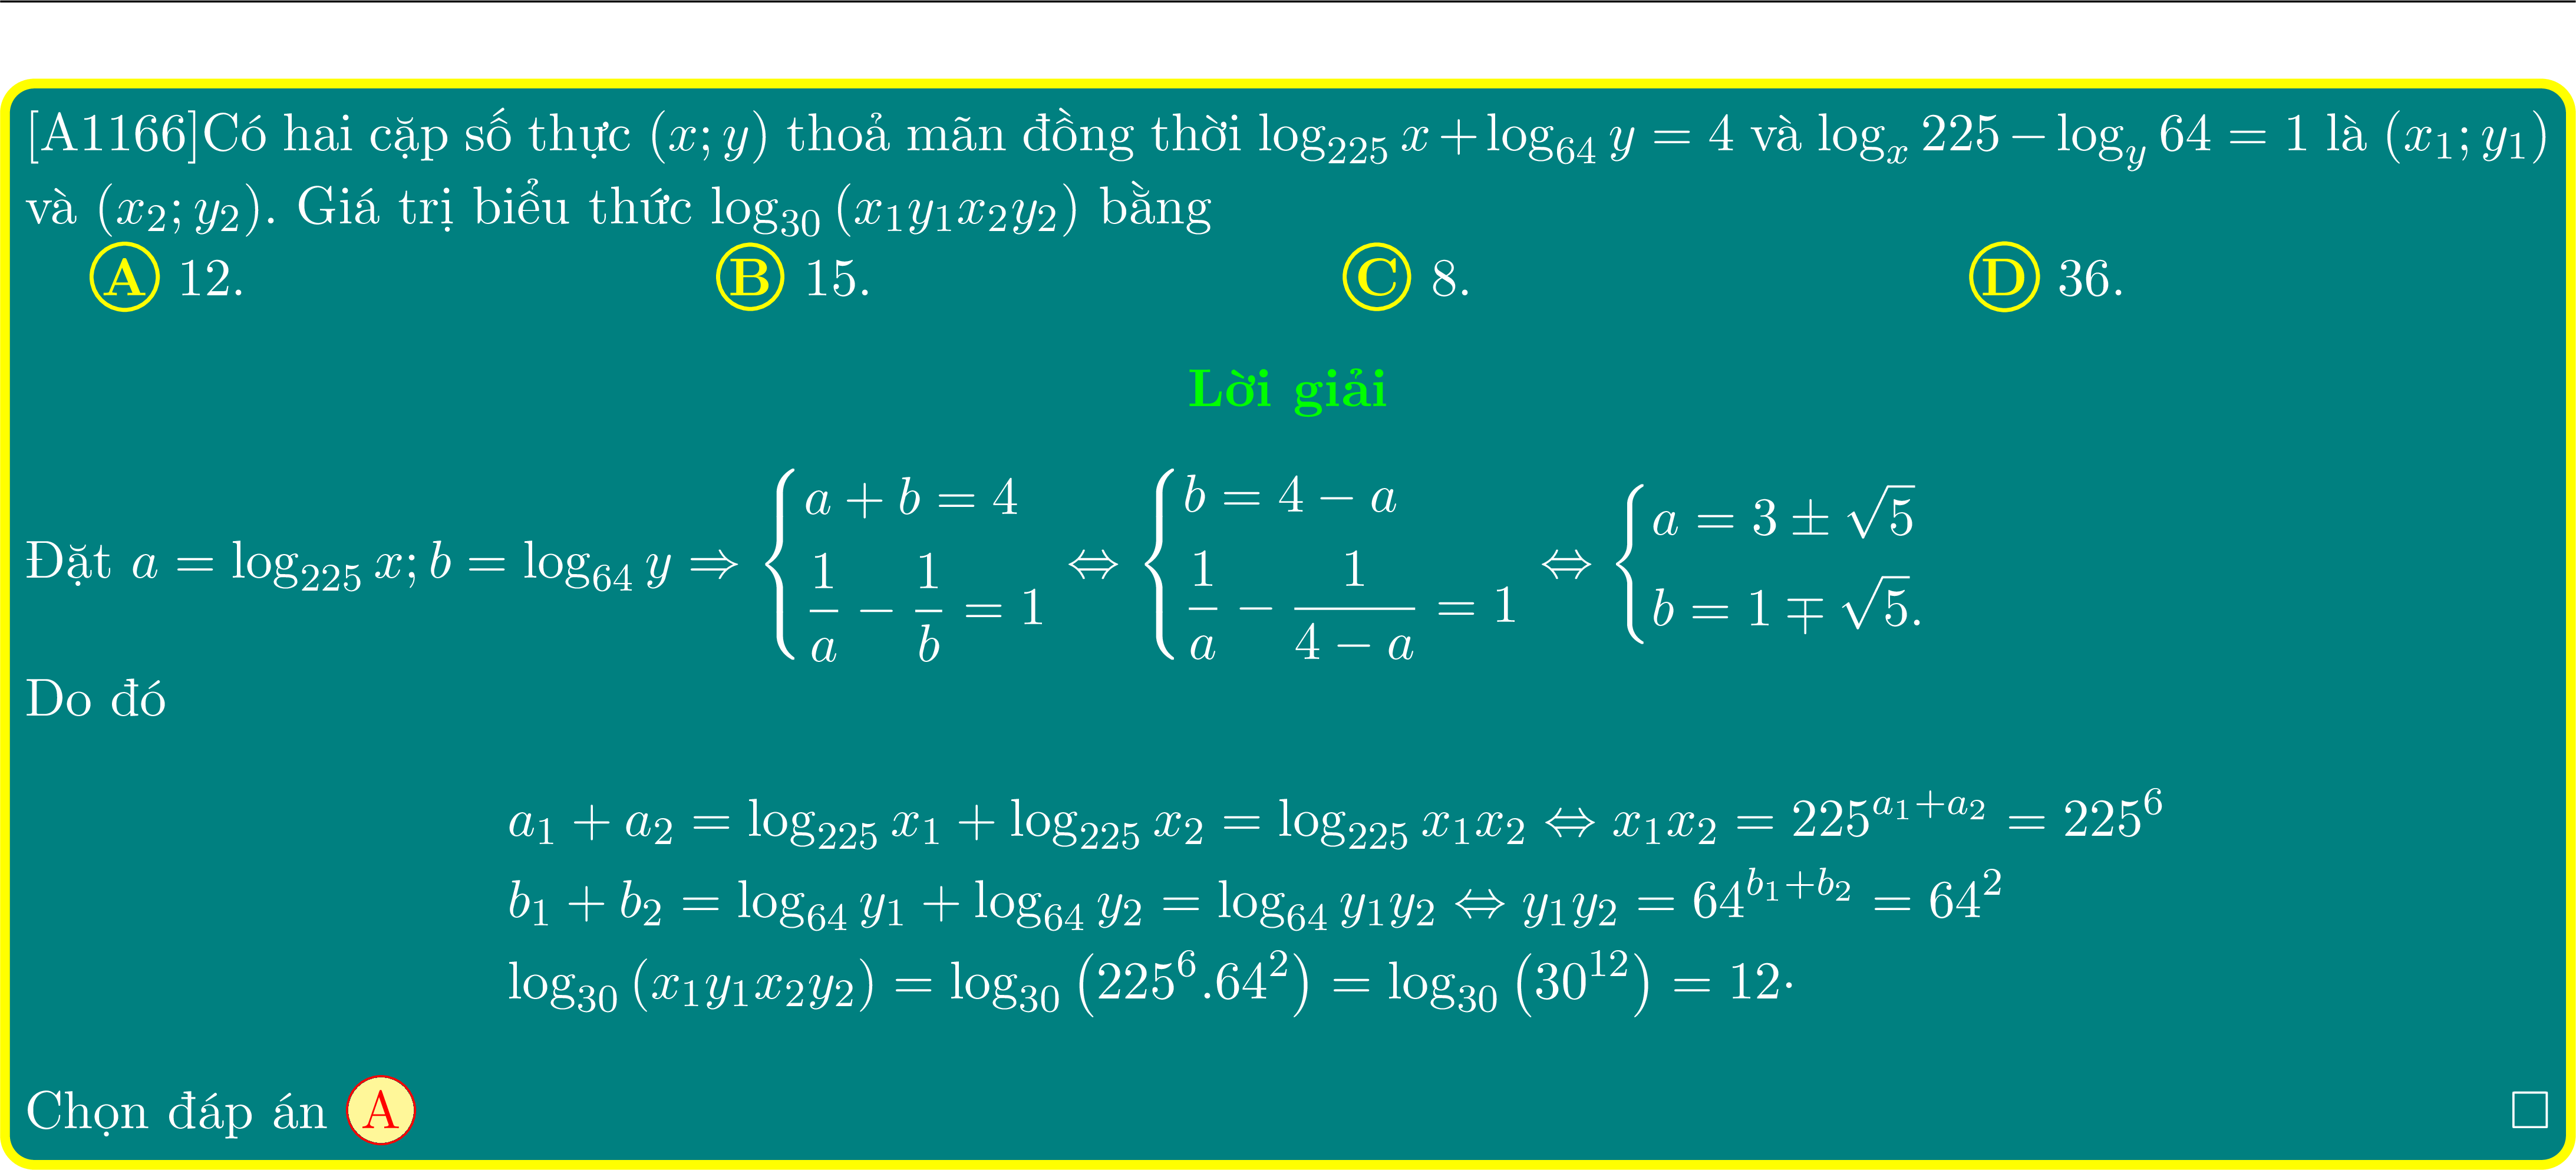 [A1166]Có hai cặp số thực $(x; y)$ thoả mãn đồng thời $\log_{225} x + \log_{64} y = 4$ và $\log_x 225 - \log_y 64 = 1$ là $(x_1; y_1)$
và $(x_2; y_2)$. Giá trị biểu thức $\log_{30} (x_1y_1x_2y_2)$ bằng
A 12. B 15. C 8. D 36.
Lời giải
Đặt $a = \log_{225} x; b = \log_{64} y \Rightarrow \begin{cases} a + b = 4 \\ \dfrac{1}{a} - \dfrac{1}{b} = 1 \end{cases} \Leftrightarrow \begin{cases} b = 4 - a \\ \dfrac{1}{a} - \dfrac{1}{4 - a} = 1 \end{cases} \Leftrightarrow \begin{cases} a = 3 \pm \sqrt{5} \\ b = 1 \mp \sqrt{5}. \end{cases}$
Do đó
$a_1 + a_2 = \log_{225} x_1 + \log_{225} x_2 = \log_{225} x_1x_2 \Leftrightarrow x_1x_2 = 225^{a_1+a_2} = 225^6$
$b_1 + b_2 = \log_{64} y_1 + \log_{64} y_2 = \log_{64} y_1y_2 \Leftrightarrow y_1y_2 = 64^{b_1+b_2} = 64^2$
$\log_{30} (x_1y_1x_2y_2) = \log_{30} \left(225^6.64^2\right) = \log_{30} \left(30^{12}\right) = 12\cdot$
Chọn đáp án A □